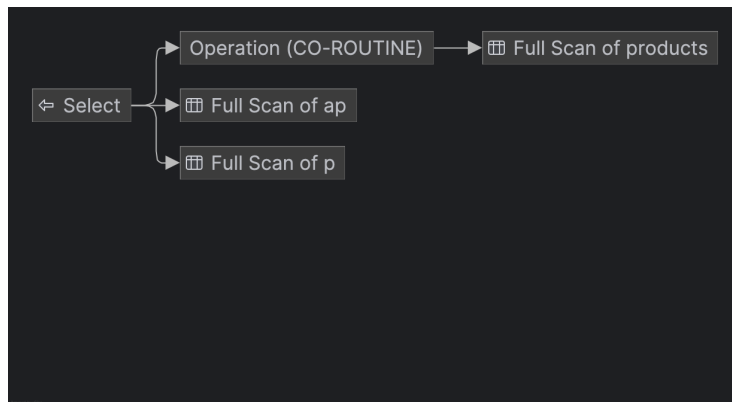 Operation (CO-ROUTINE)
Full Scan of products
Select
Full Scan of ap
Full Scan of p